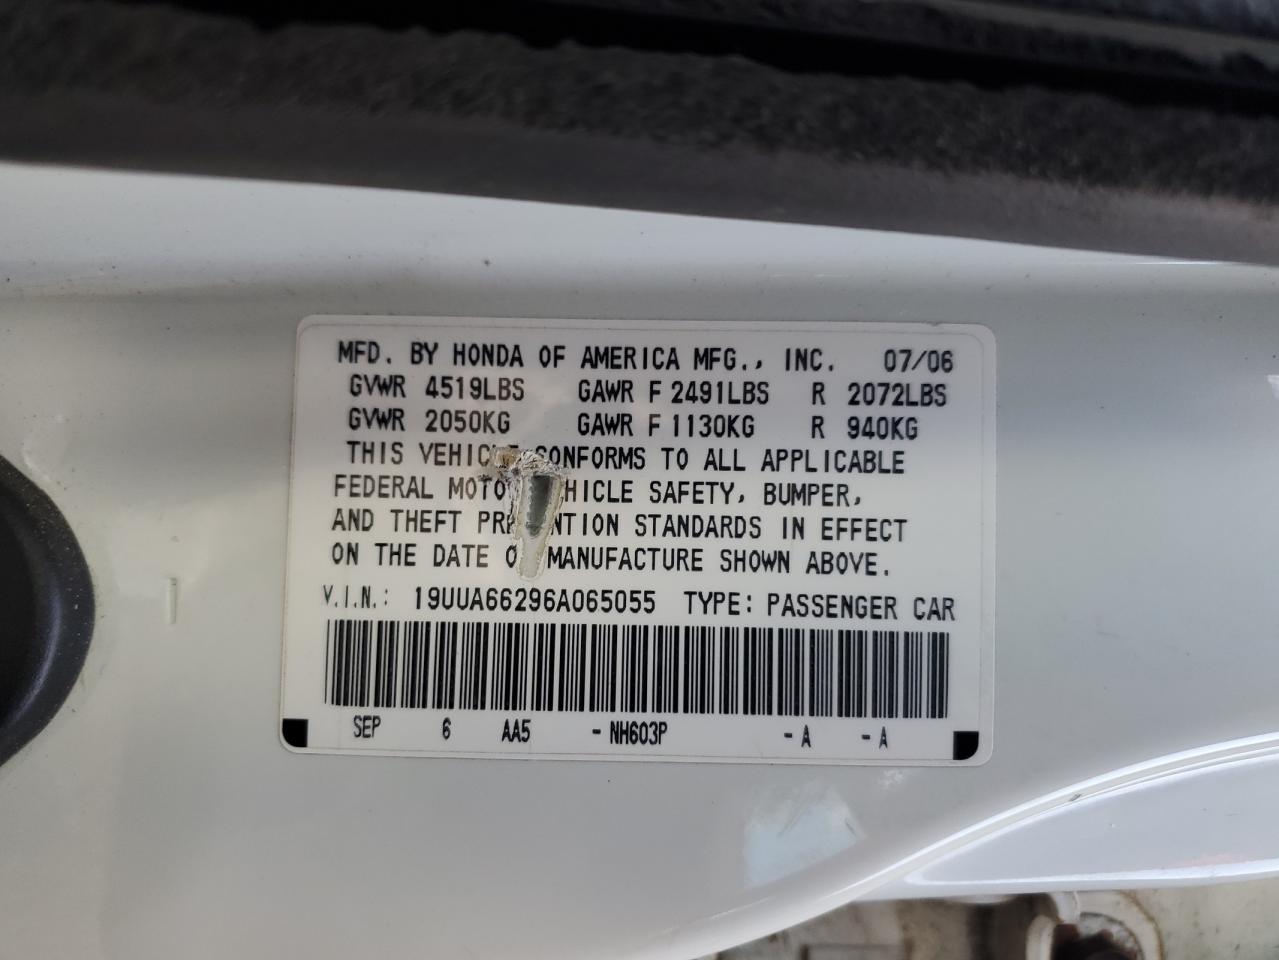 MFD. BY HONDA OF AMERICA MFG., INC. 07/06
GVWR 4519LBS GAWR F 2491LBS R 2072LBS
GVWR 2050KG GAWR F 1130KG R 940KG
THIS VEHICLE CONFORMS TO ALL APPLICABLE
FEDERAL MOTOR VEHICLE SAFETY, BUMPER,
AND THEFT PREVENTION STANDARDS IN EFFECT
ON THE DATE OF MANUFACTURE SHOWN ABOVE.
V.I.N.: 19UUA66296A065055 TYPE: PASSENGER CAR
SEP 6 AA5 -NH603P -A -A